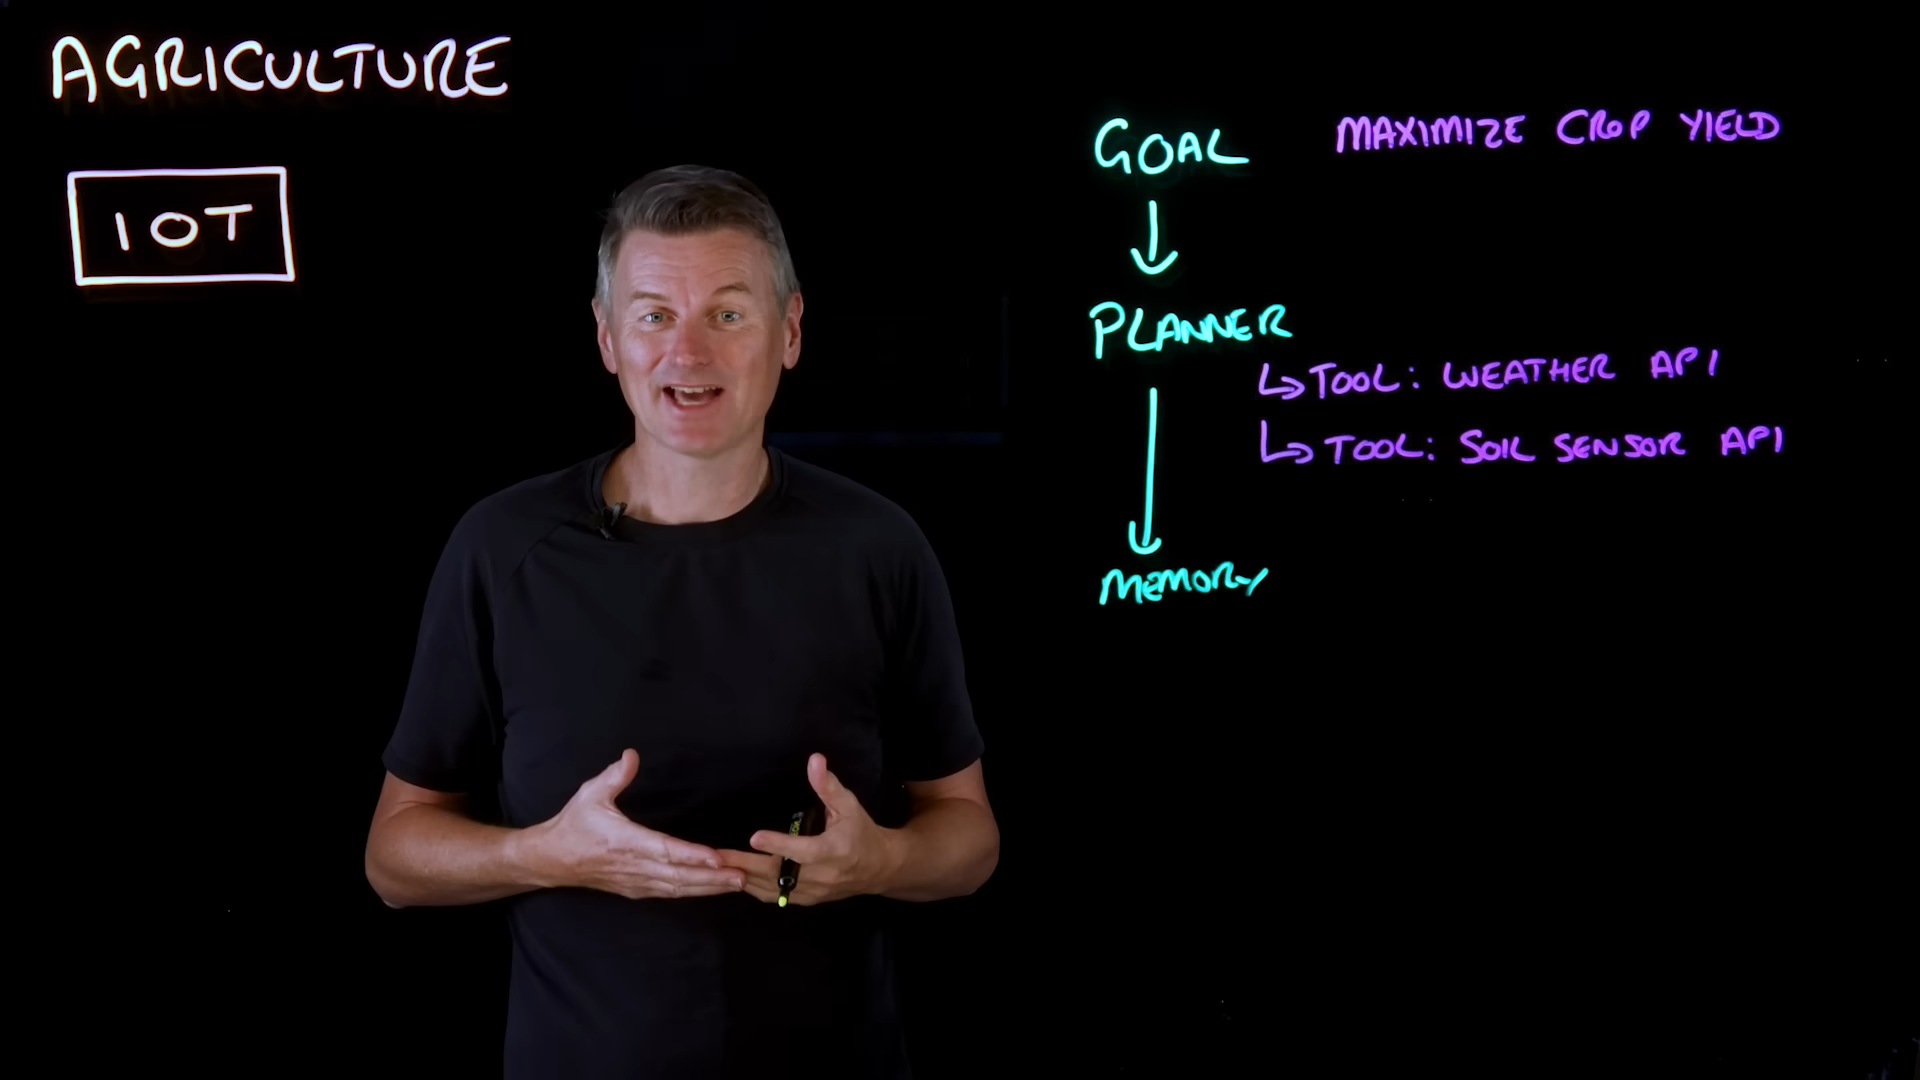 AGRICULTURE
IOT
GOAL MAXIMIZE CROP YIELD
PLANNER
TOOL: WEATHER API
TOOL: SOIL SENSOR API
MEMORY